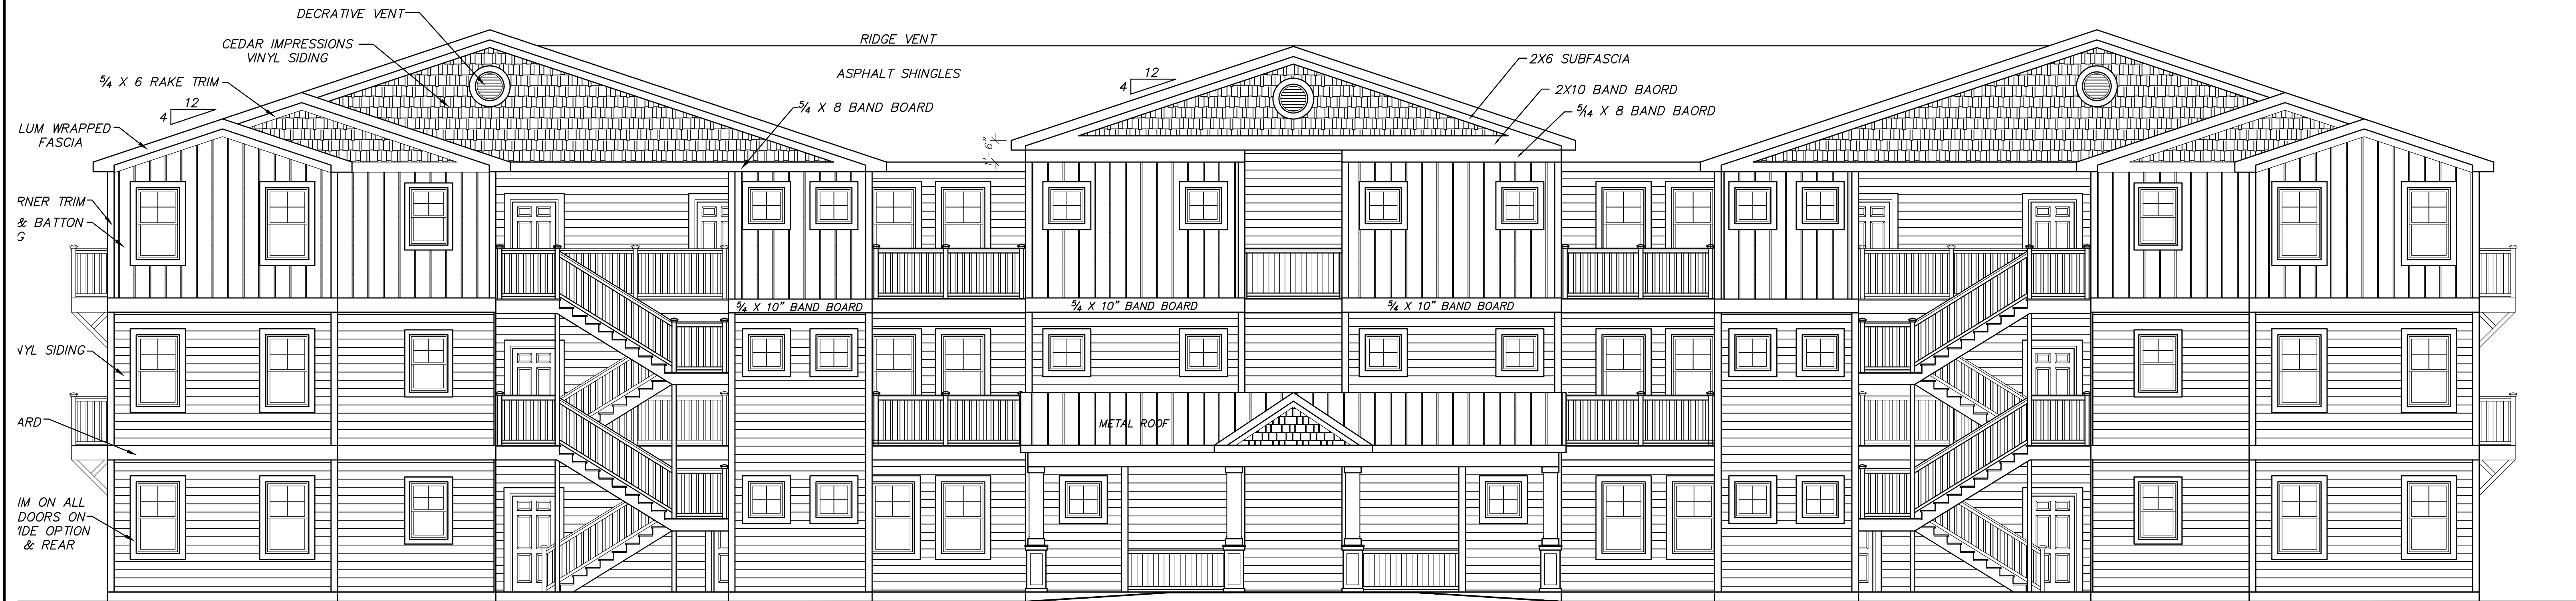 DECRATIVE VENT
CEDAR IMPRESSIONS
VINYL SIDING
5/4 X 6 RAKE TRIM
12
4
LUM WRAPPED
FASCIA
RNER TRIM
& BATTON
G
NYL SIDING
ARD
IM ON ALL
DOORS ON
IDE OPTION
& REAR
RIDGE VENT
ASPHALT SHINGLES
5/4 X 8 BAND BOARD
12
4
1'-6"
2X6 SUBFASCIA
2X10 BAND BAORD
5/14 X 8 BAND BAORD
5/4 X 10" BAND BOARD
5/4 X 10" BAND BOARD
5/4 X 10" BAND BOARD
METAL ROOF